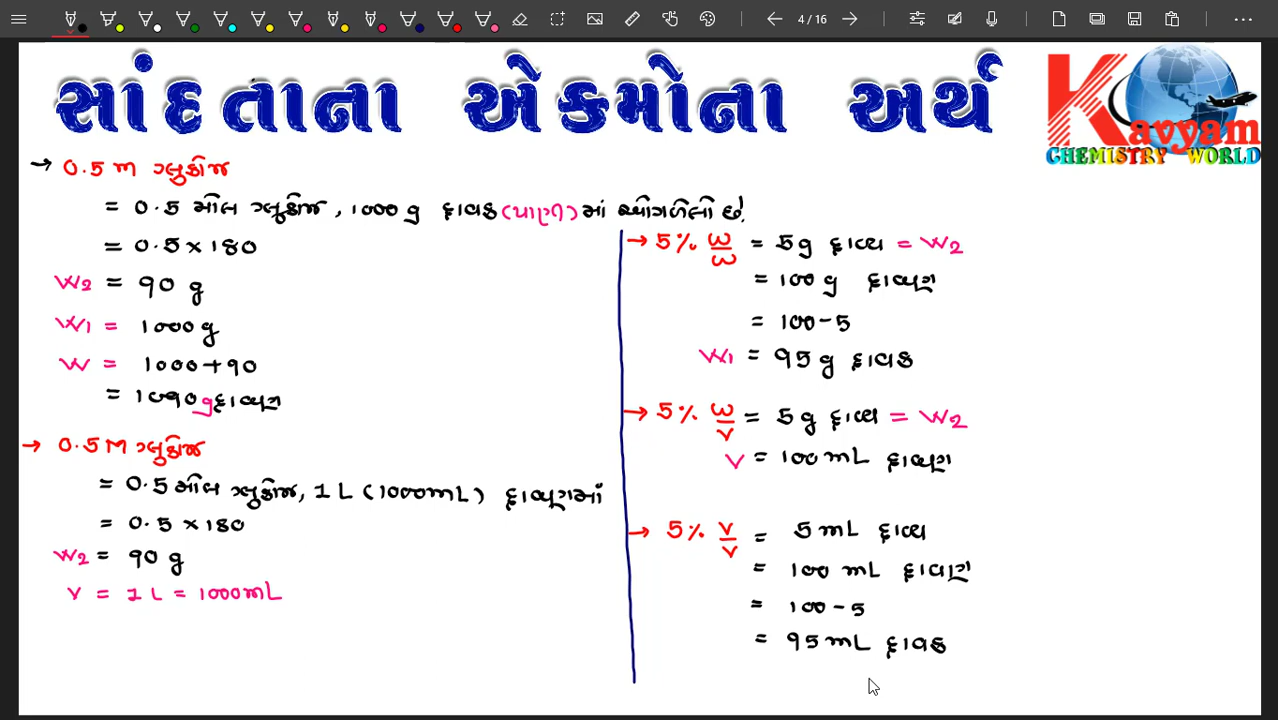 4/16
સાંદ્રતાના એકમોના અર્થ
Kavyam
CHEMISTRY WORLD
→ 0.5 m ગ્લુકોઝ
= 0.5 મોલ ગ્લુકોઝ, 1000 g દ્રાવક (પાણી) માં ઓગળેલો છે.
= 0.5 × 180
W2 = 90 g
W1 = 1000 g
W = 1000 + 90
= 1090 g દ્રાવણ
→ 0.5 M ગ્લુકોઝ
= 0.5 મોલ ગ્લુકોઝ, 1 L (1000 mL) દ્રાવણમાં
= 0.5 × 180
W2 = 90 g
V = 1 L = 1000 mL
→ 5% w/w = 5g દ્રાવ્ય = W2
= 100 g દ્રાવણ
= 100 - 5
W1 = 95 g દ્રાવક
→ 5% w/v = 5 g દ્રાવ્ય = W2
V = 100 mL દ્રાવણ
→ 5% v/v = 5 mL દ્રાવ્ય
= 100 mL દ્રાવણ
= 100 - 5
= 95 mL દ્રાવક